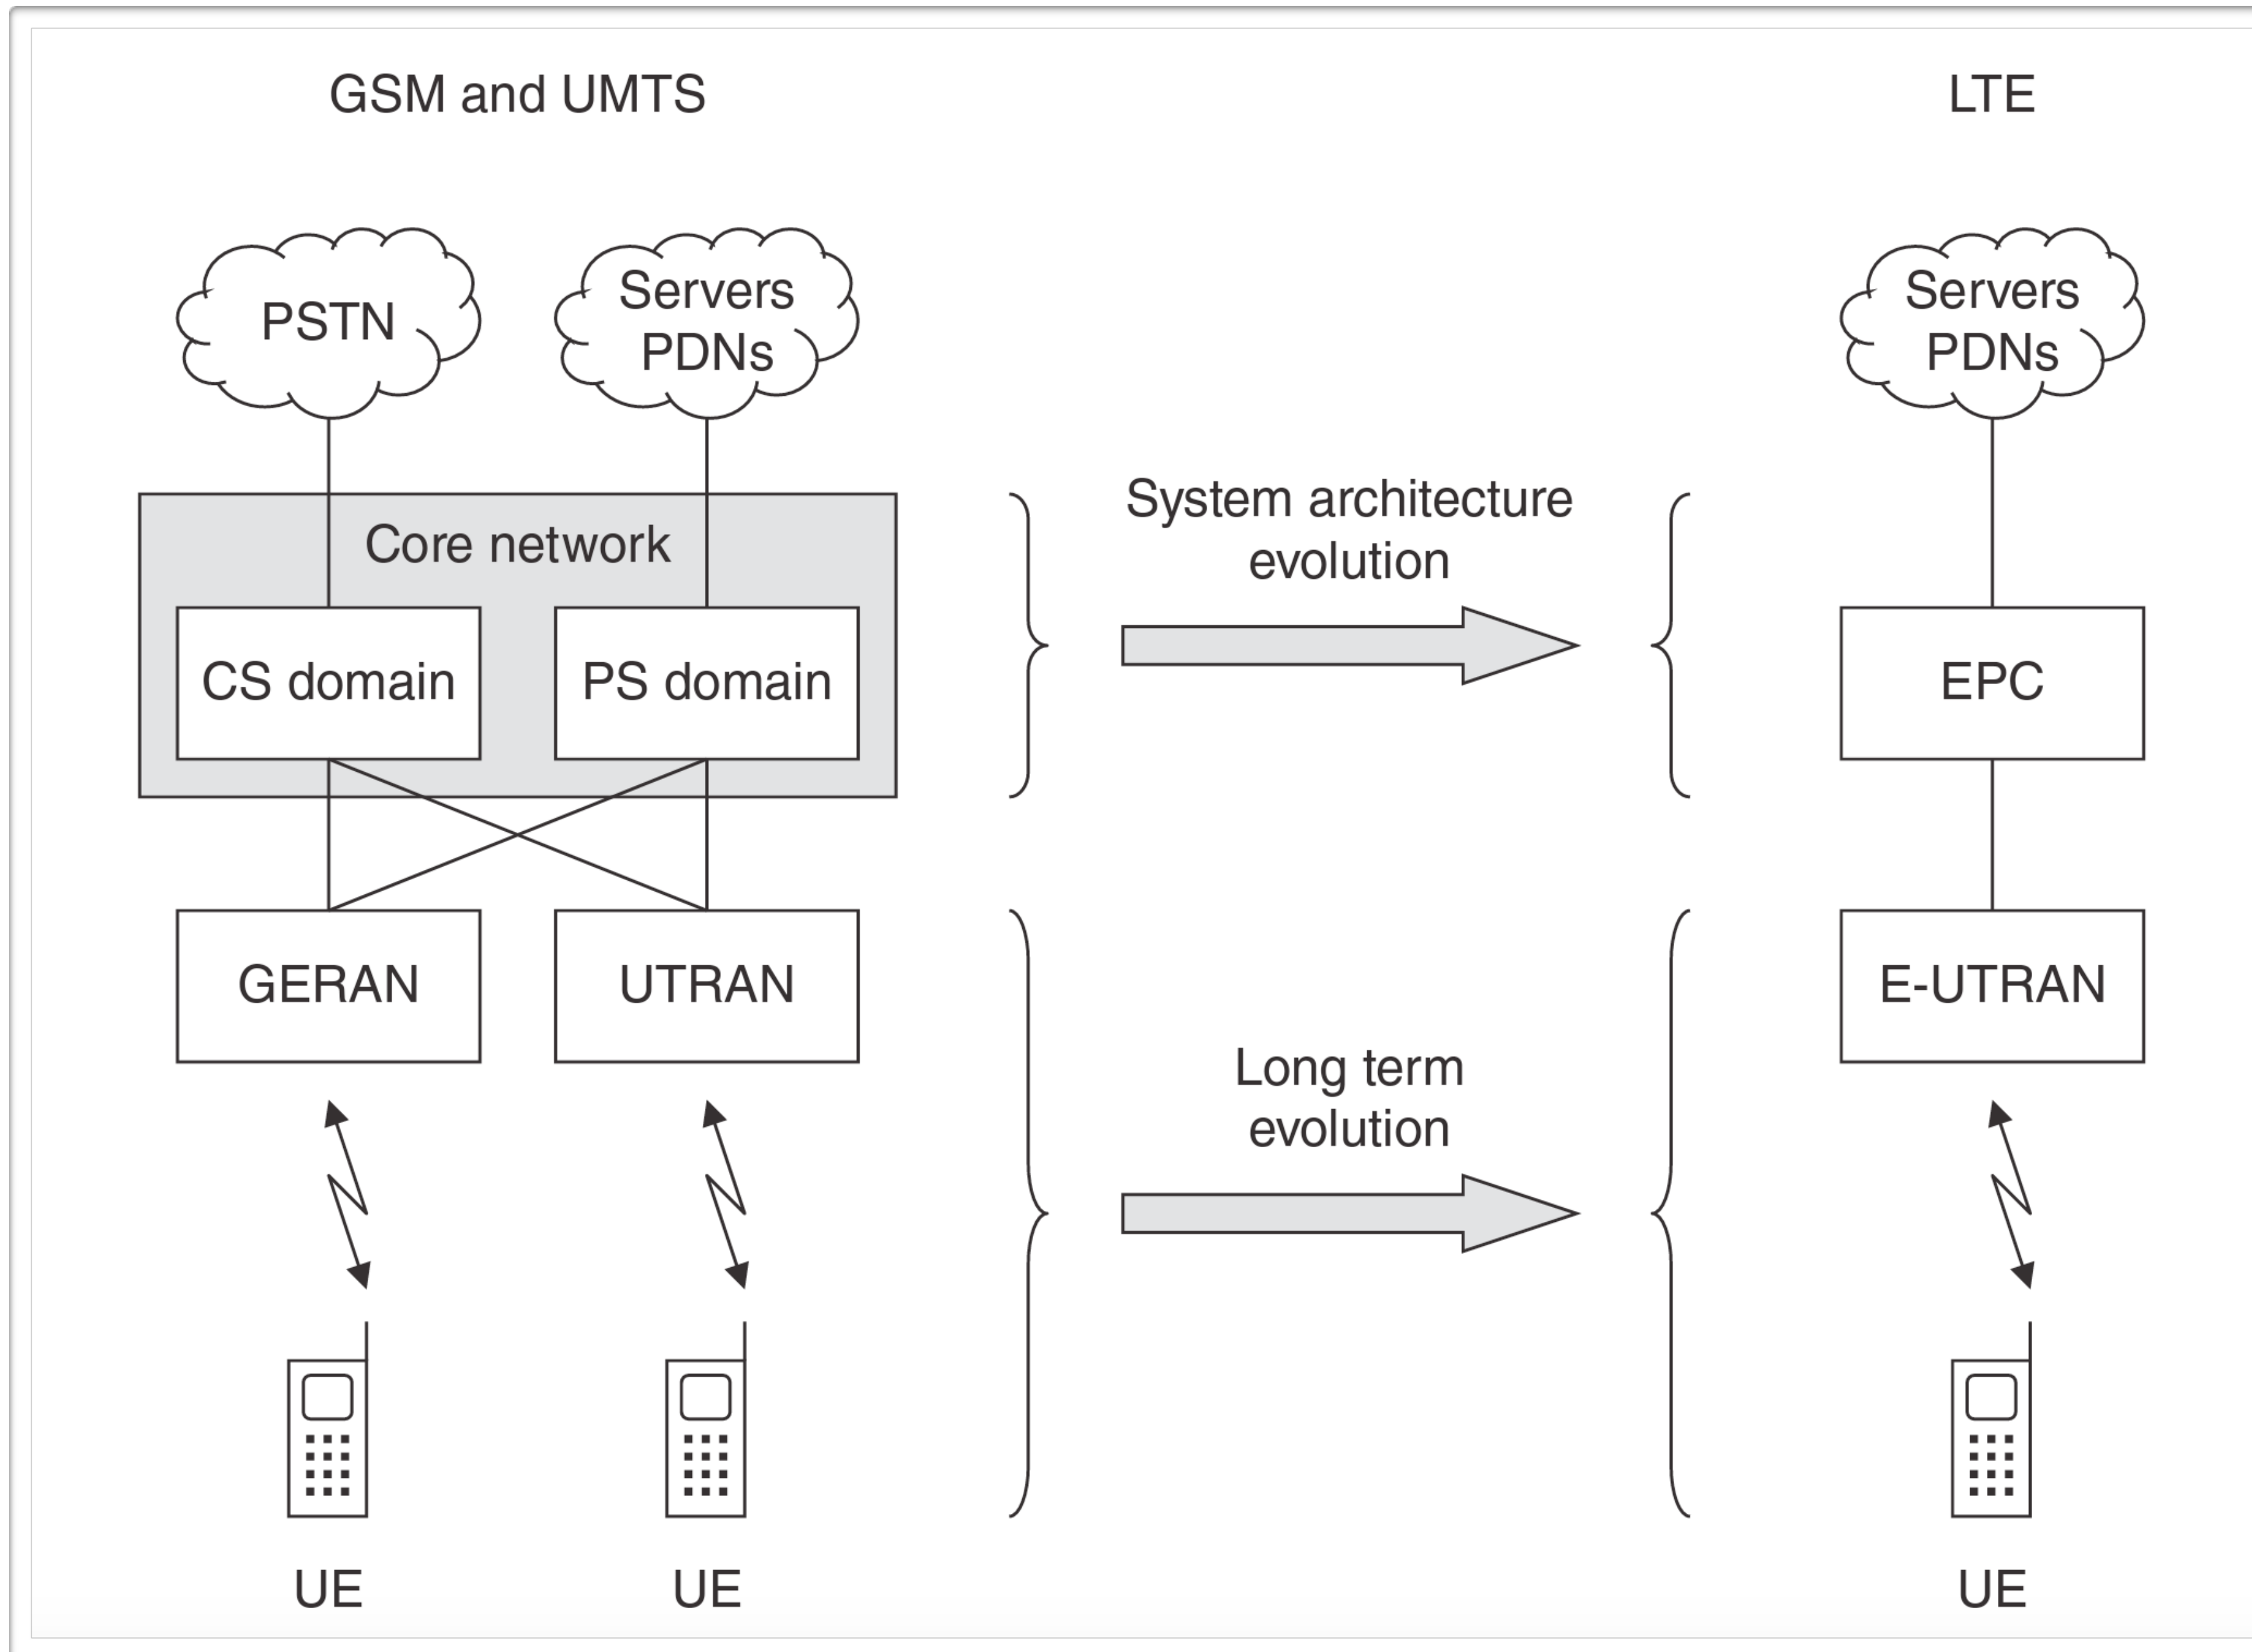 GSM and UMTS
LTE
PSTN
Servers
PDNs
Servers
PDNs
Core network
System architecture
evolution
CS domain
PS domain
EPC
GERAN
UTRAN
E-UTRAN
Long term
evolution
UE
UE
UE